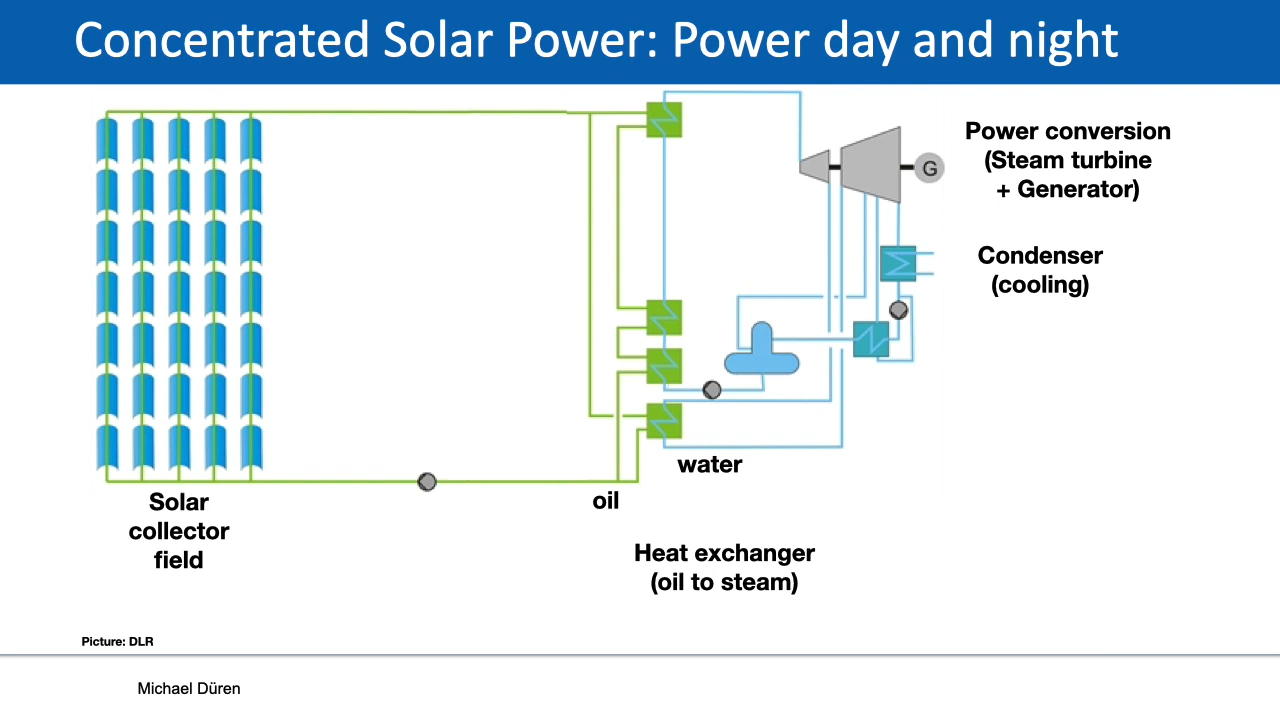 Concentrated Solar Power: Power day and night
Power conversion
(Steam turbine
+ Generator)
G
Condenser
(cooling)
water
oil
Solar
collector
field
Heat exchanger
(oil to steam)
Picture: DLR
Michael Düren